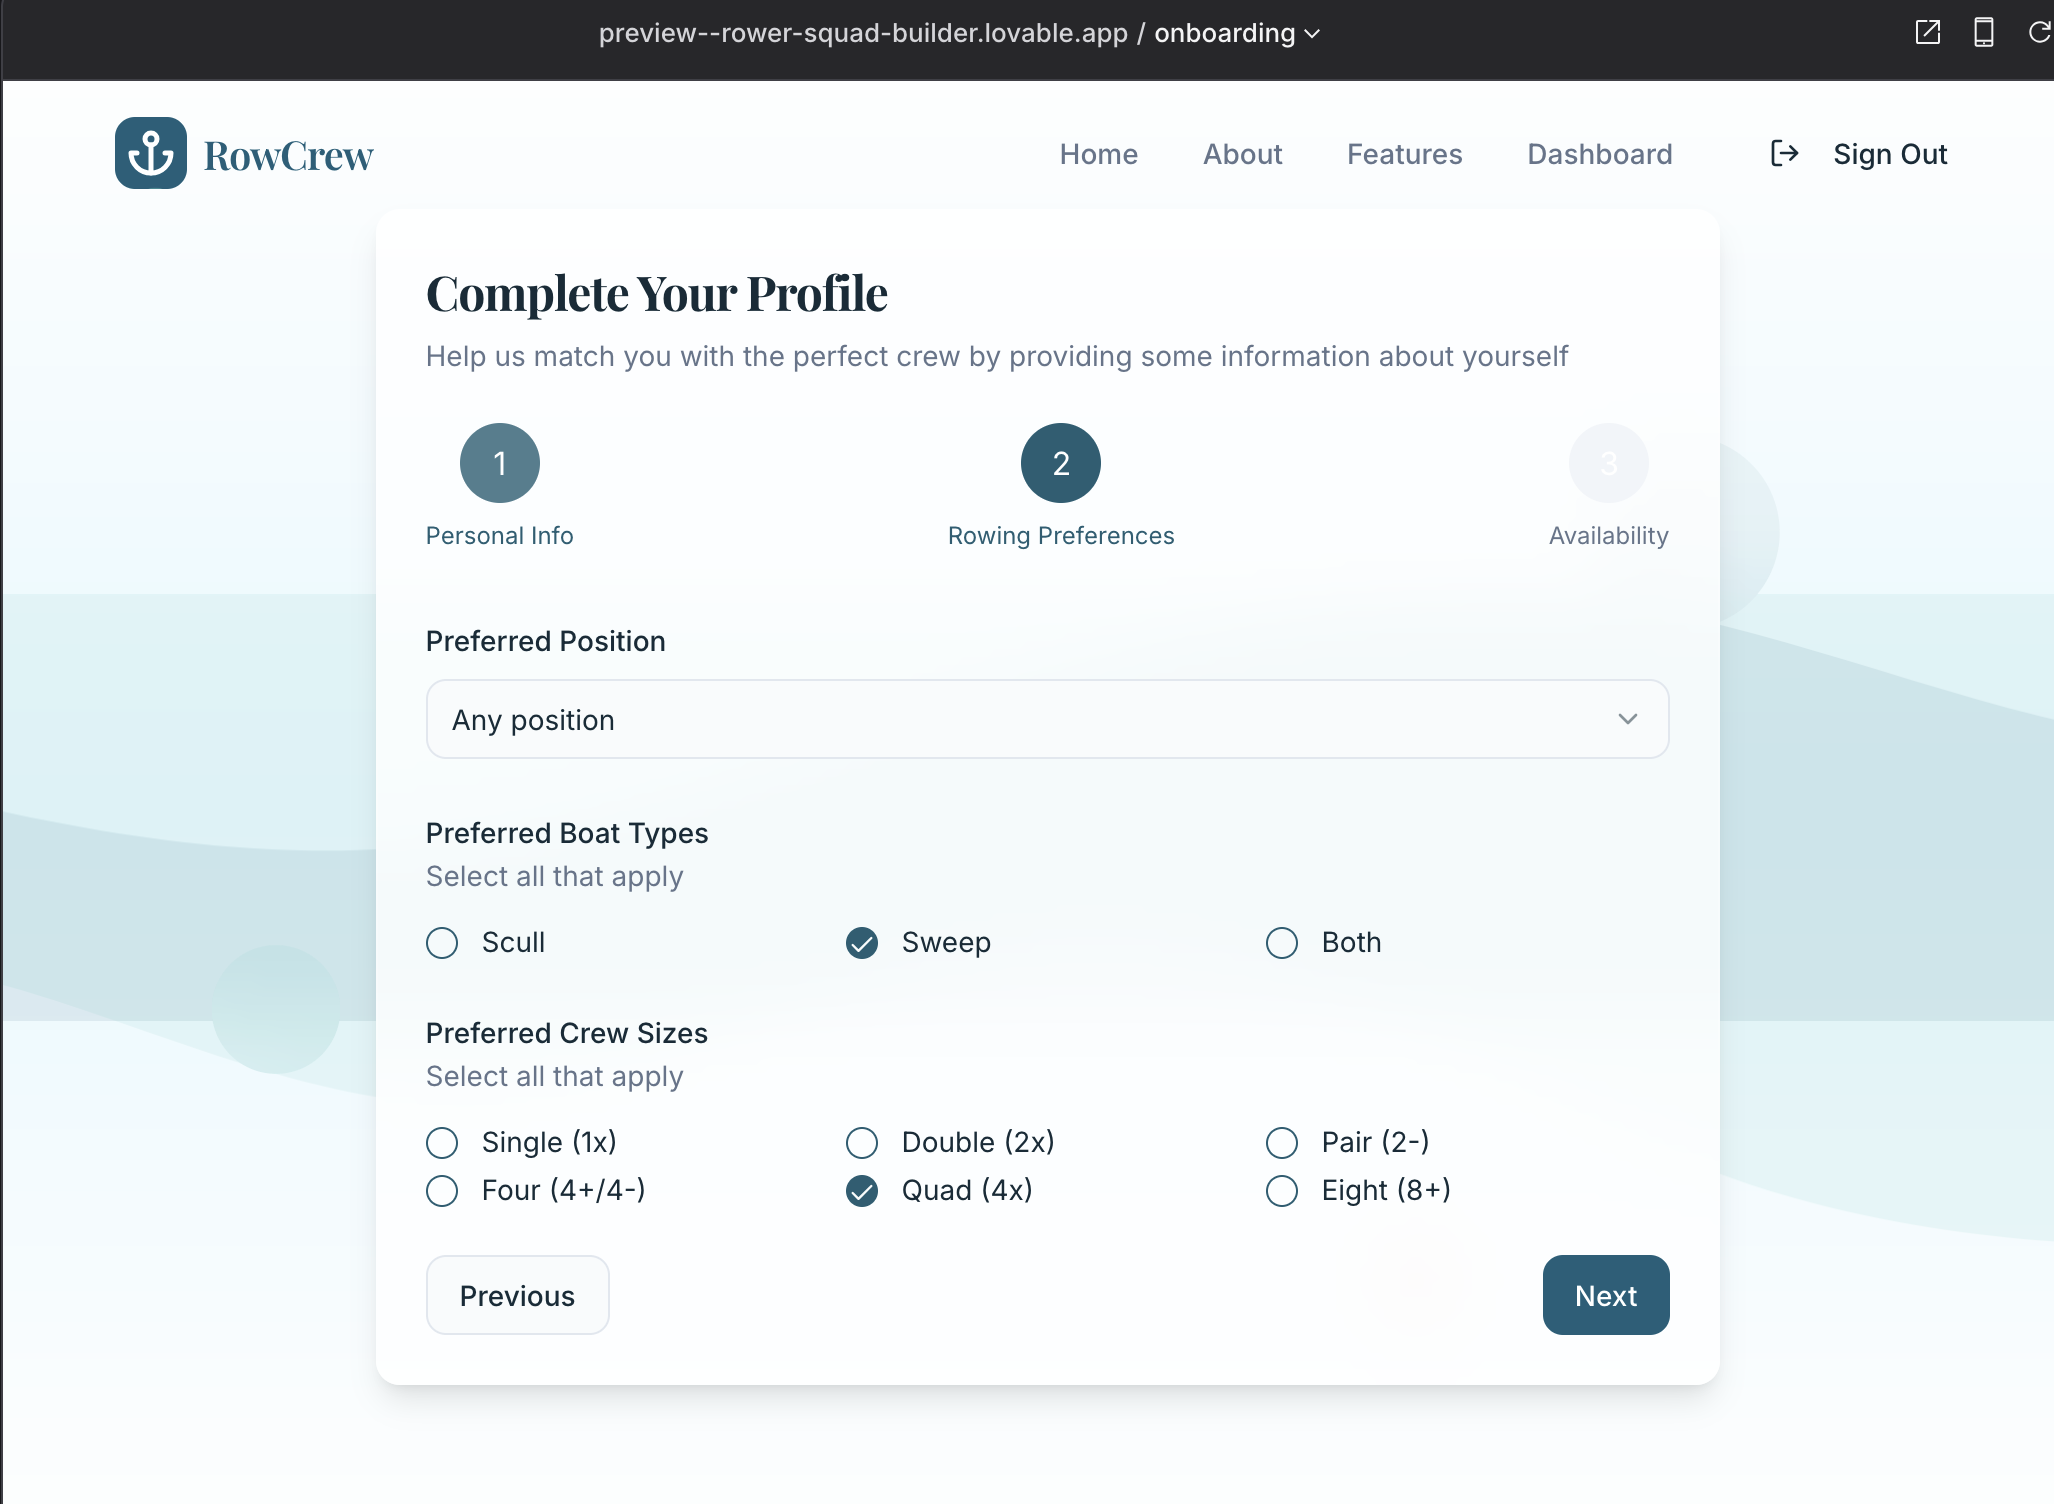 preview--rower-squad-builder.lovable.app / onboarding
RowCrew
Home About Features Dashboard Sign Out
Complete Your Profile
Help us match you with the perfect crew by providing some information about yourself
1 2 3
Personal Info Rowing Preferences Availability
Preferred Position
Any position
Preferred Boat Types
Select all that apply
Scull Sweep Both
Preferred Crew Sizes
Select all that apply
Single (1x) Double (2x) Pair (2-)
Four (4+/4-) Quad (4x) Eight (8+)
Previous Next